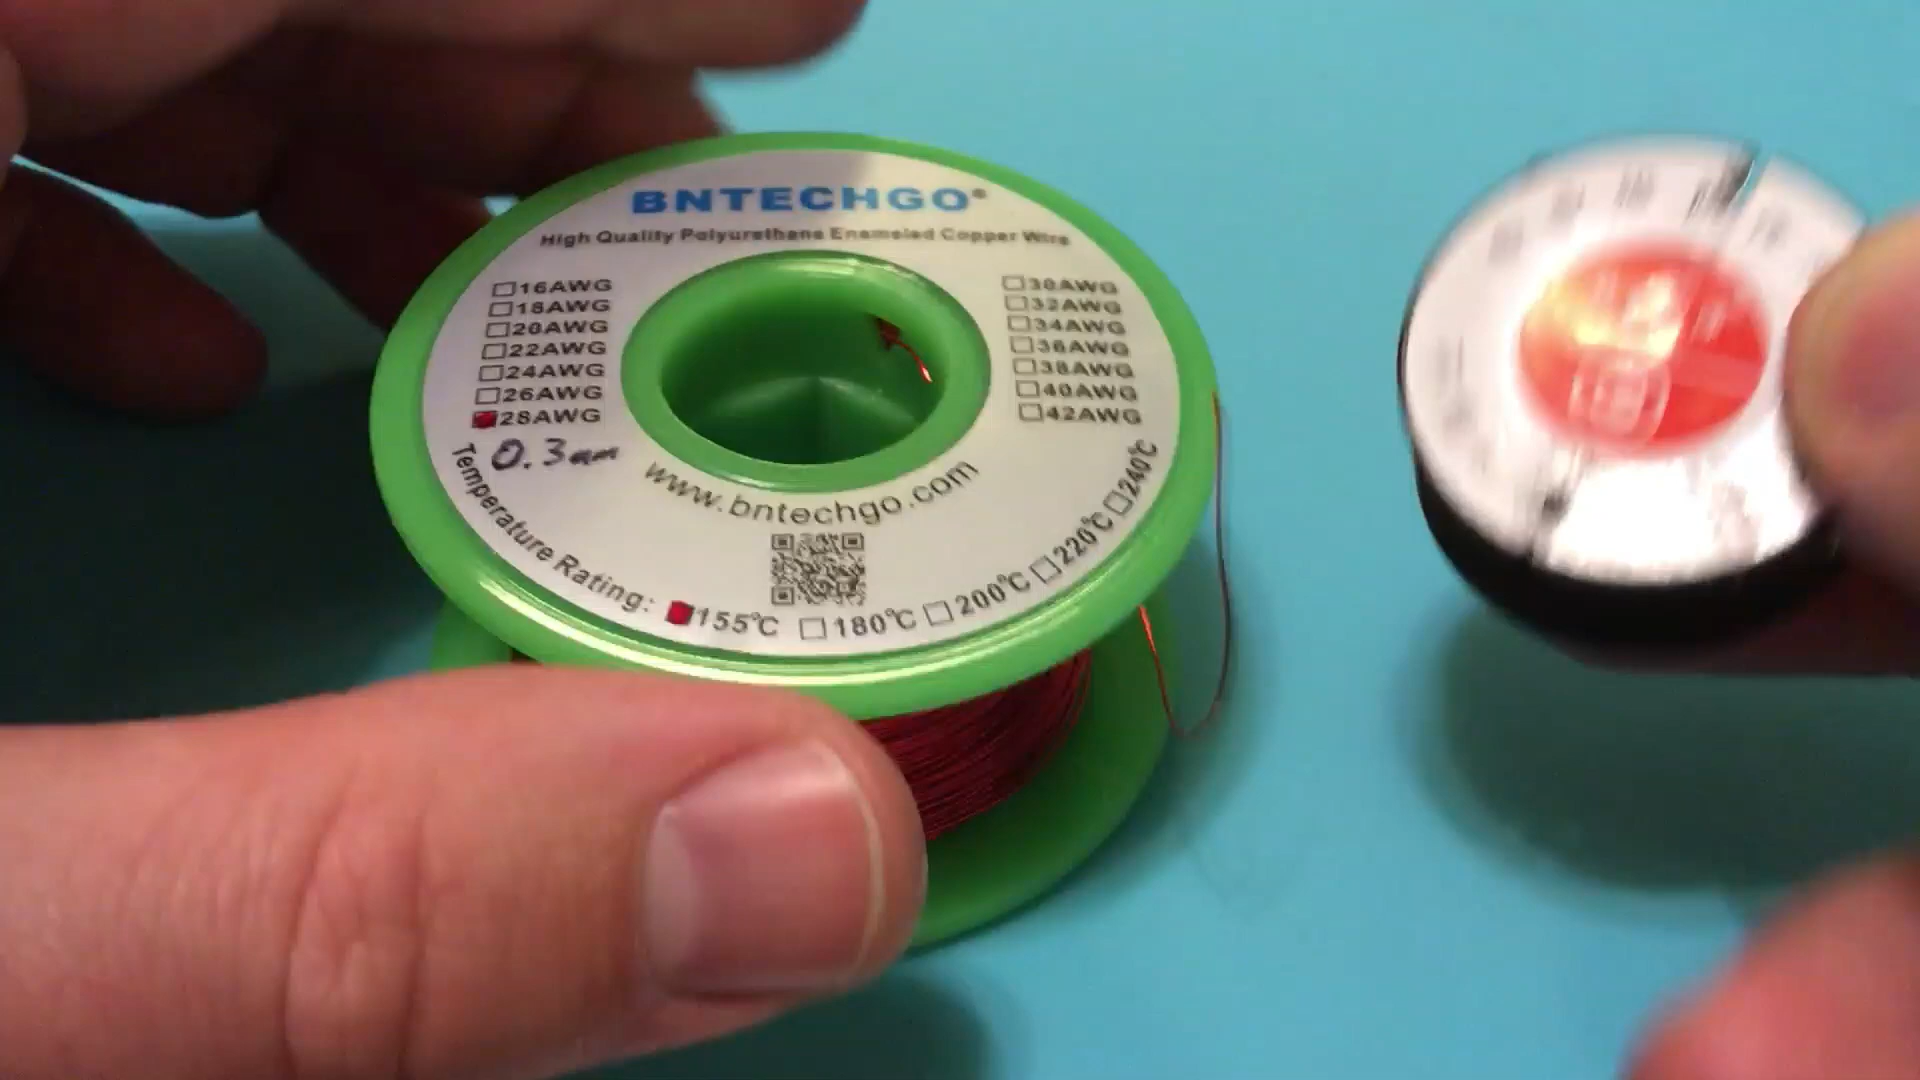 BNTECHGO®
High Quality Polyurethane Enameled Copper Wire
16AWG
18AWG
20AWG
22AWG
24AWG
26AWG
28AWG
0.3mm
30AWG
32AWG
34AWG
36AWG
38AWG
40AWG
42AWG
www.bntechgo.com
Temperature Rating: 155℃ 180℃ 200℃ 220℃ 240℃